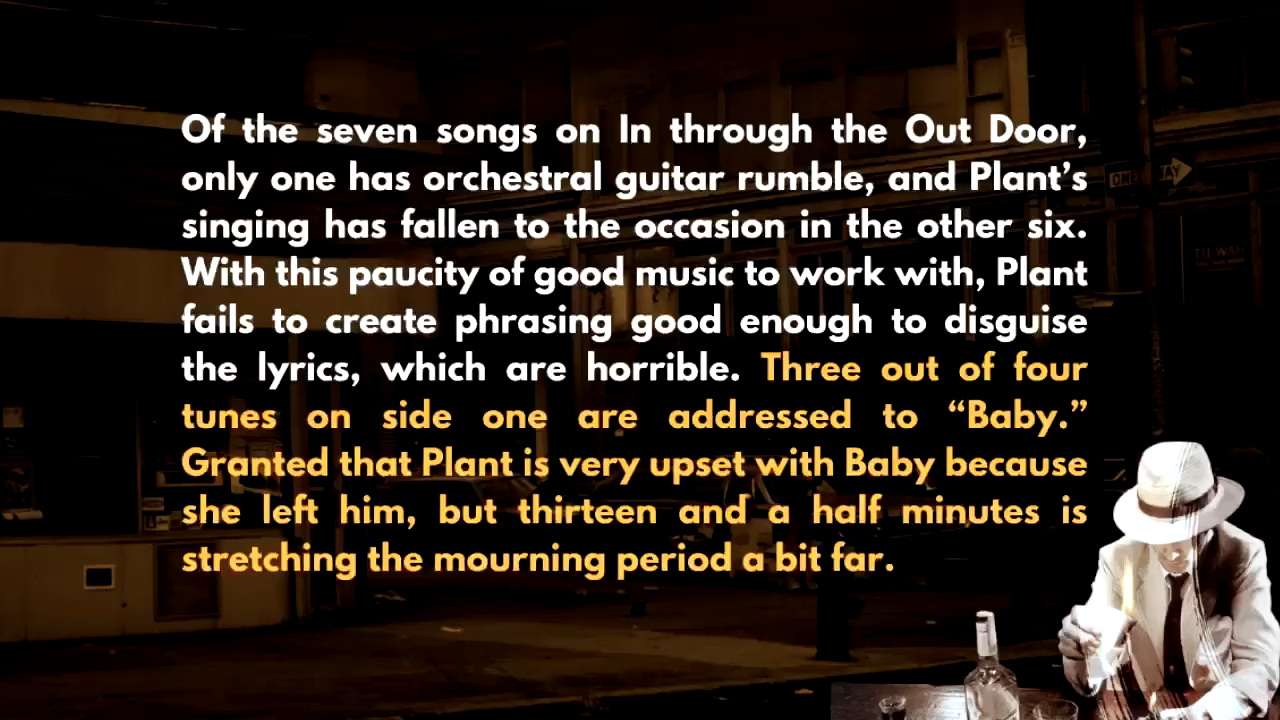 Of the seven songs on In through the Out Door,
only one has orchestral guitar rumble, and Plant’s
singing has fallen to the occasion in the other six.
With this paucity of good music to work with, Plant
fails to create phrasing good enough to disguise
the lyrics, which are horrible. Three out of four
tunes on side one are addressed to “Baby.”
Granted that Plant is very upset with Baby because
she left him, but thirteen and a half minutes is
stretching the mourning period a bit far.
ONE WAY